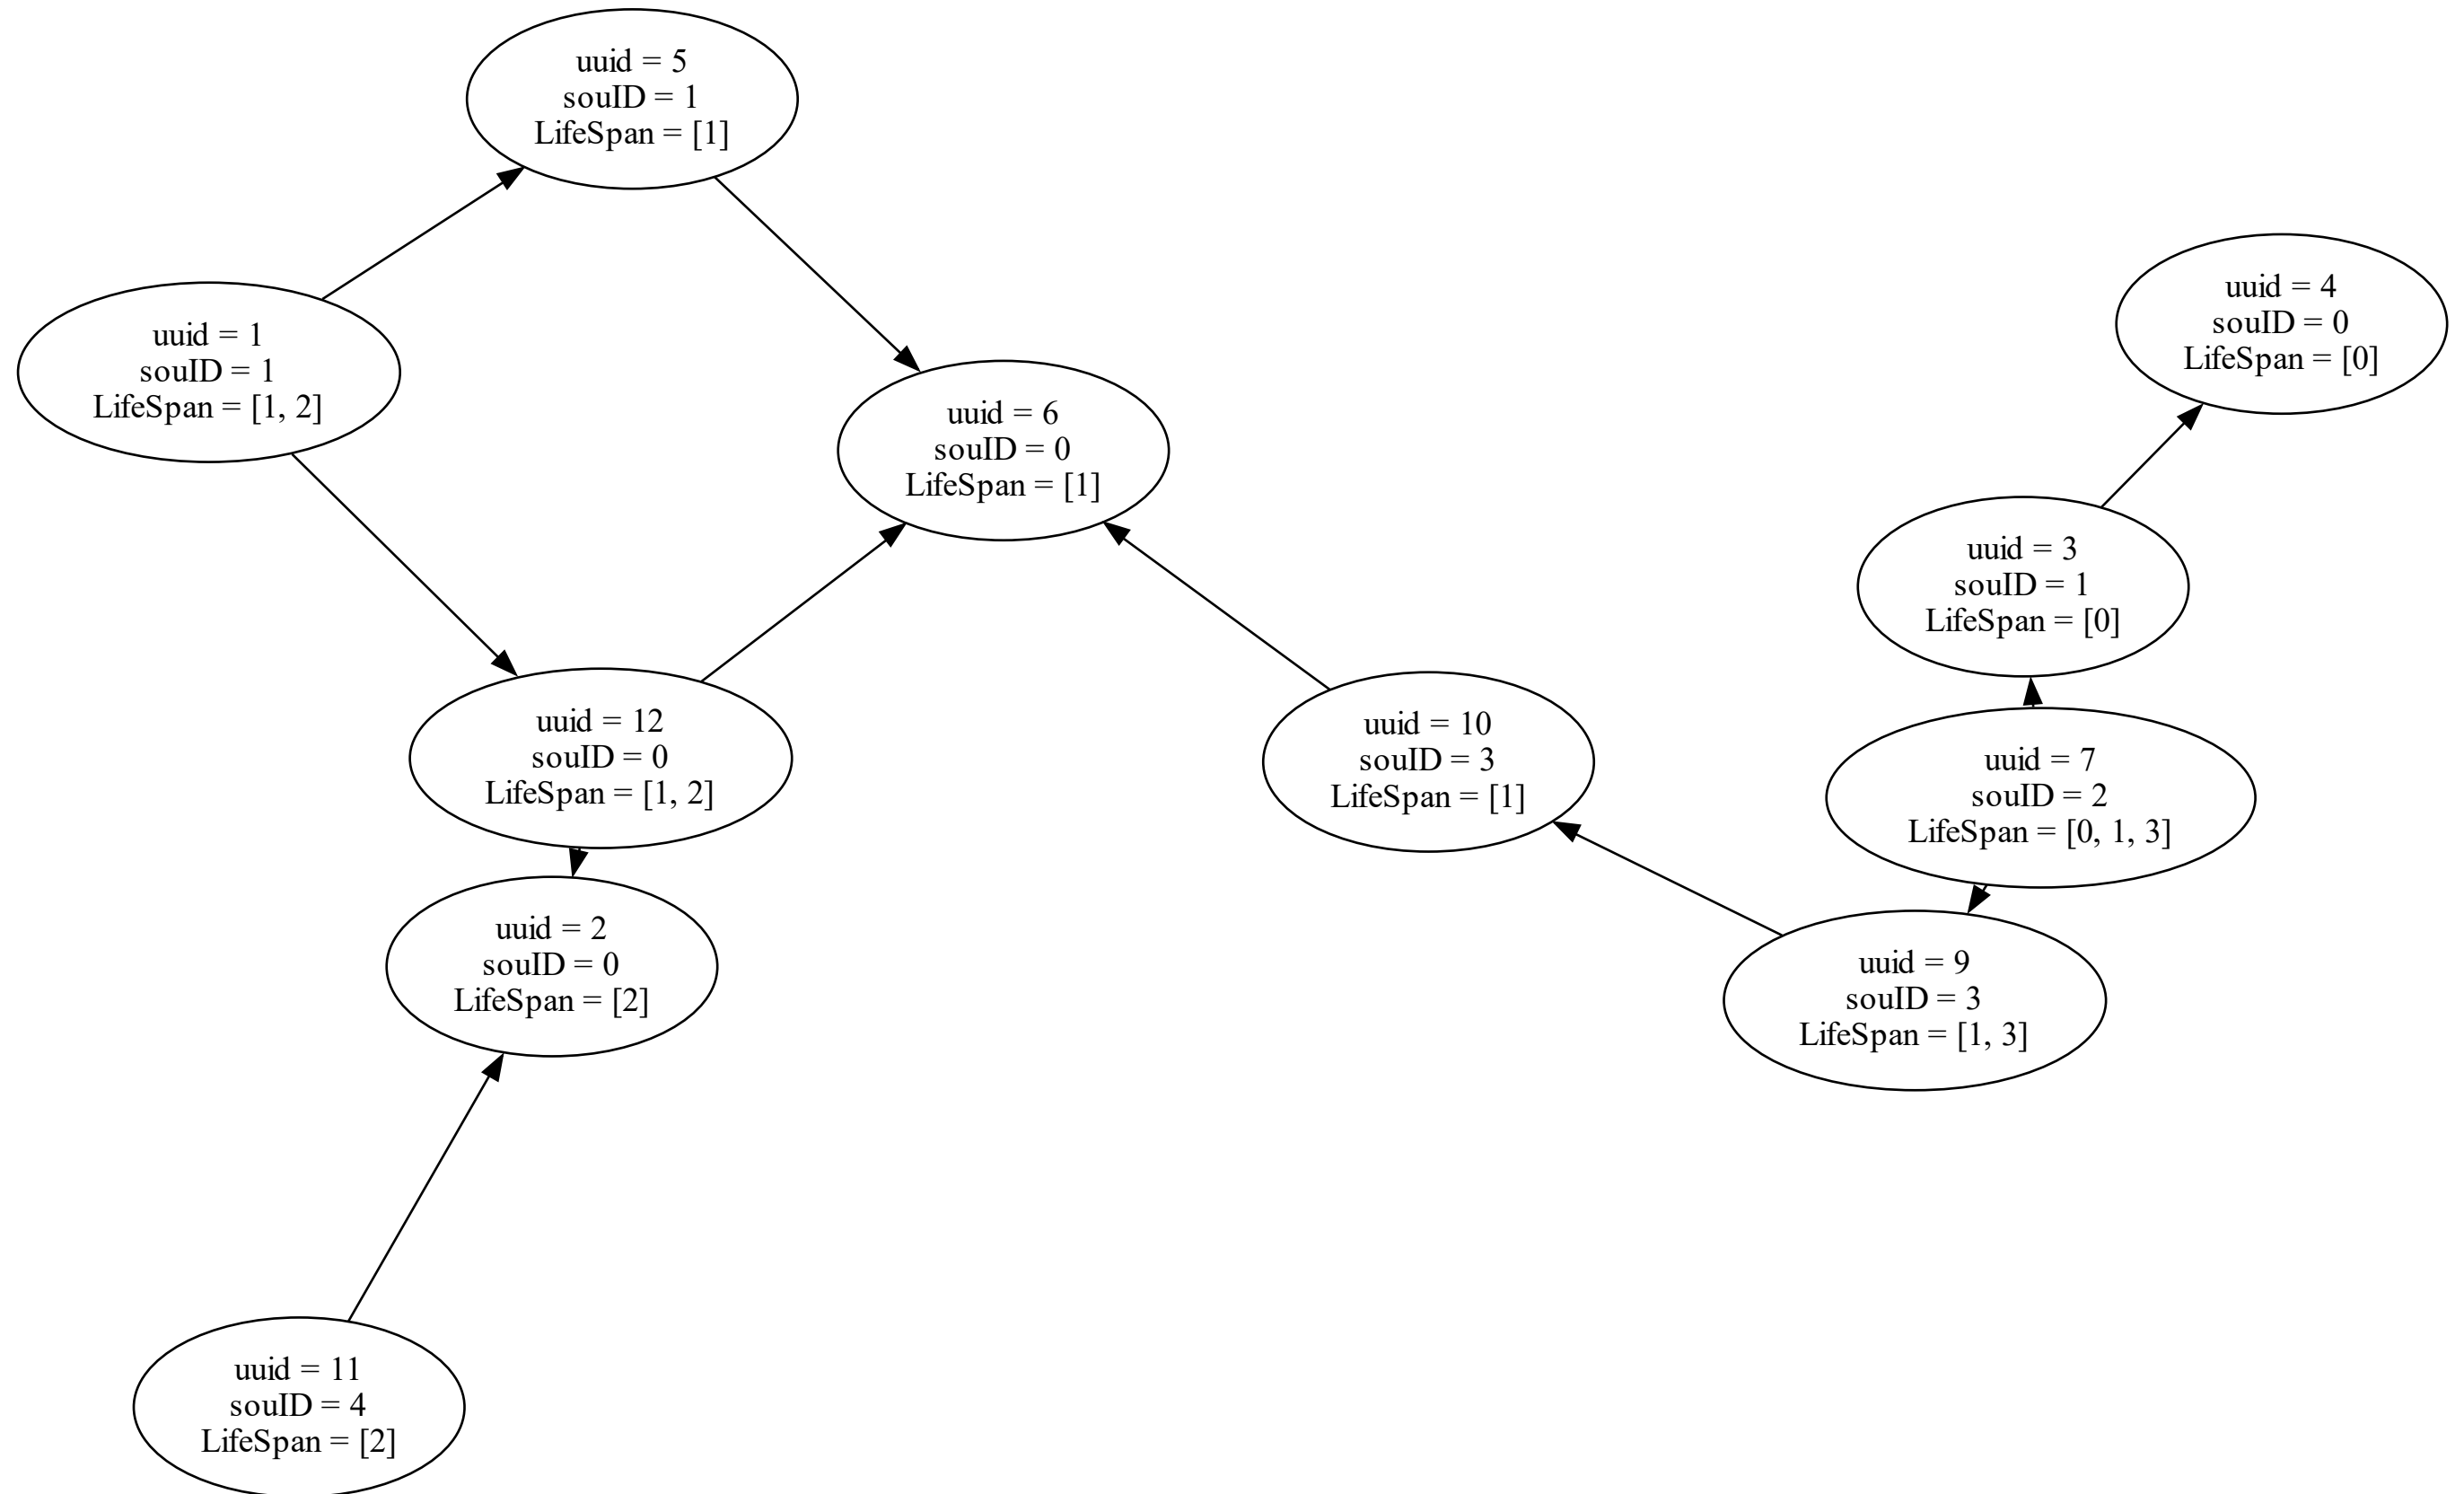 uuid = 5
souID = 1
LifeSpan = [1]
uuid = 4
souID = 0
LifeSpan = [0]
uuid = 1
souID = 1
LifeSpan = [1, 2]
uuid = 6
souID = 0
LifeSpan = [1]
uuid = 3
souID = 1
LifeSpan = [0]
uuid = 12
souID = 0
LifeSpan = [1, 2]
uuid = 10
souID = 3
LifeSpan = [1]
uuid = 7
souID = 2
LifeSpan = [0, 1, 3]
uuid = 2
souID = 0
LifeSpan = [2]
uuid = 9
souID = 3
LifeSpan = [1, 3]
uuid = 11
souID = 4
LifeSpan = [2]